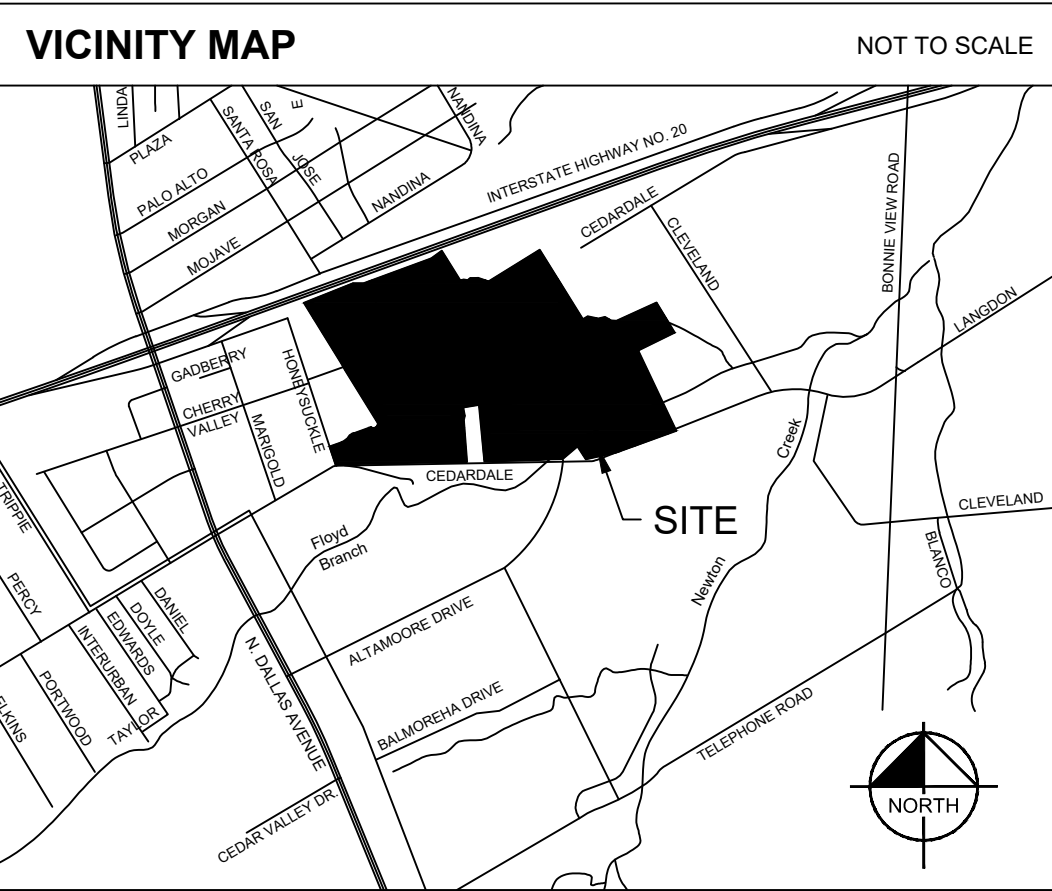 VICINITY MAP
NOT TO SCALE
LINDA
PLAZA
SANTA ROSA
SAN
JOSE
E
NANDINA
PALO ALTO
MORGAN
MOJAVE
NANDINA
INTERSTATE HIGHWAY NO. 20
CEDARDALE
CLEVELAND
BONNIE VIEW ROAD
LANGDON
GADBERRY
HONEYSUCKLE
CHERRY
VALLEY
MARIGOLD
CEDARDALE
SITE
Creek
Newton
CLEVELAND
BLANCO
Floyd
Branch
TRIPPIE
PERCY
DANIEL
DOYLE
EDWARDS
INTERURBAN
PORTWOOD
TAYLOR
ELKINS
N. DALLAS AVENUE
ALTAMOORE DRIVE
BALMOREHA DRIVE
TELEPHONE ROAD
CEDAR VALLEY DR.
NORTH